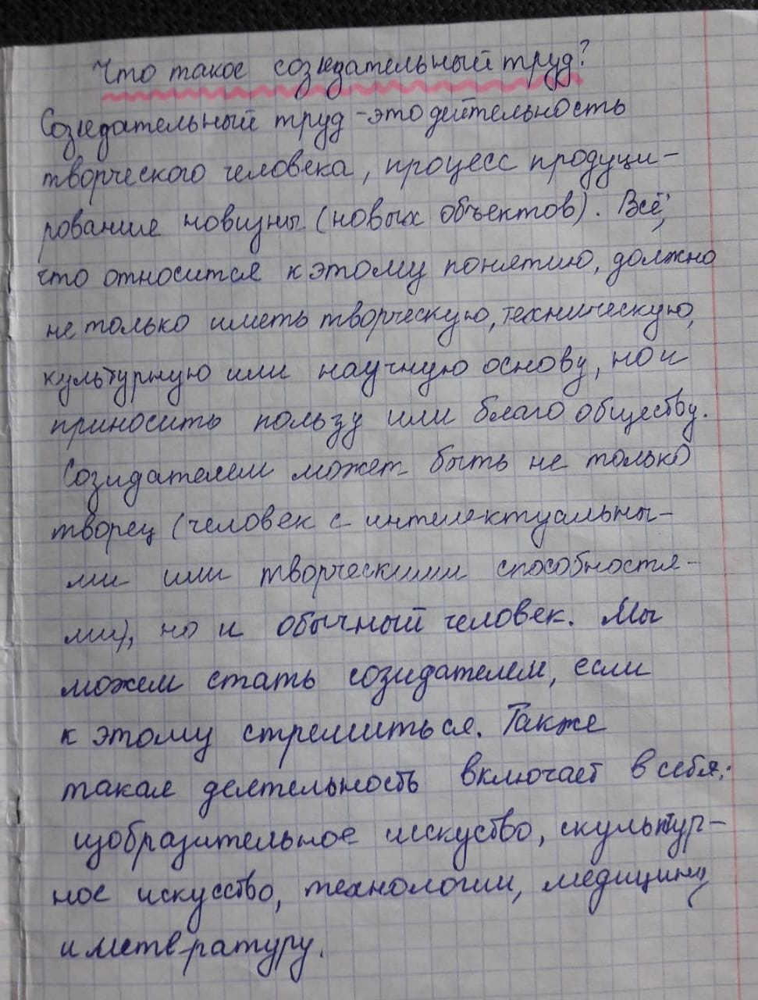 Что такое созидательный труд?
Созидательный труд - это деятельность
творческого человека, процесс продуци-
рование новизны (новых объектов). Всё,
что относится к этому понятию, должно
не только иметь творческую, техническую,
культурную или научную основу, но и
приносить пользу или благо обществу.
Созидателем может быть не только
творец (человек с интелектуальны-
ми или творческими способностя-
ми), но и обычный человек. Мы
можем стать созидателем, если
к этому стремиться. Также
такая деятельность включает в себя:
изобразительное искуство, скульптур-
ное искусство, технологии, медицину
и литературу.